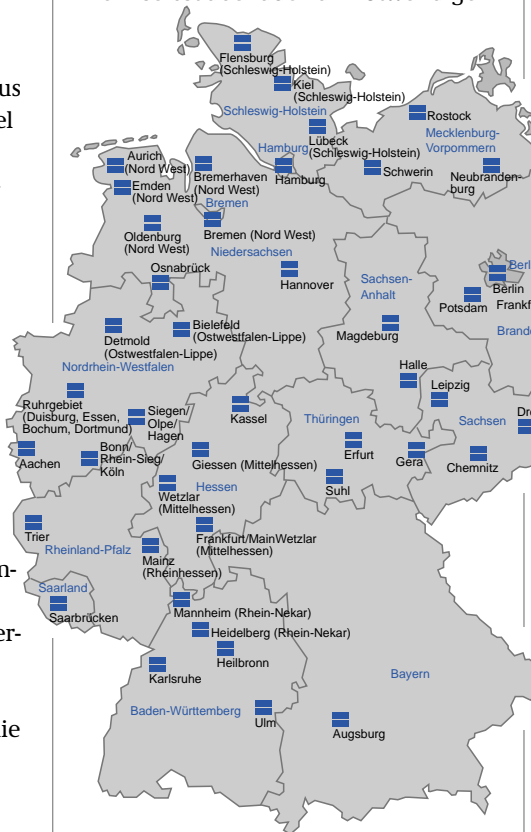 us
el
n-
er-
ie
Flensburg
(Schleswig-Holstein)
Kiel
(Schleswig-Holstein)
Schleswig-Holstein
Rostock
Mecklenburg-
Vorpommern
Lübeck
(Schleswig-Holstein)
Hamburg
Hamburg
Schwerin
Neubranden-
burg
Aurich
(Nord West)
Emden
(Nord West)
Bremerhaven
(Nord West)
Bremen
Bremen (Nord West)
Oldenburg
(Nord West)
Niedersachsen
Osnabrück
Hannover
Sachsen-
Anhalt
Berlin
Potsdam
Magdeburg
Bielefeld
(Ostwestfalen-Lippe)
Detmold
(Ostwestfalen-Lippe)
Nordrhein-Westfalen
Halle
Leipzig
Ruhrgebiet
(Duisburg, Essen,
Bochum, Dortmund)
Siegen/
Olpe/
Hagen
Kassel
Thüringen
Sachsen
Erfurt
Gera
Chemnitz
Aachen
Bonn/
Rhein-Sieg/
Köln
Giessen (Mittelhessen)
Suhl
Wetzlar
(Mittelhessen)
Hessen
Trier
Frankfurt/MainWetzlar
(Mittelhessen)
Rheinland-Pfalz
Mainz
(Rheinhessen)
Saarland
Saarbrücken
Mannheim (Rhein-Nekar)
Heidelberg (Rhein-Nekar)
Heilbronn
Karlsruhe
Bayern
Baden-Württemberg
Ulm
Augsburg